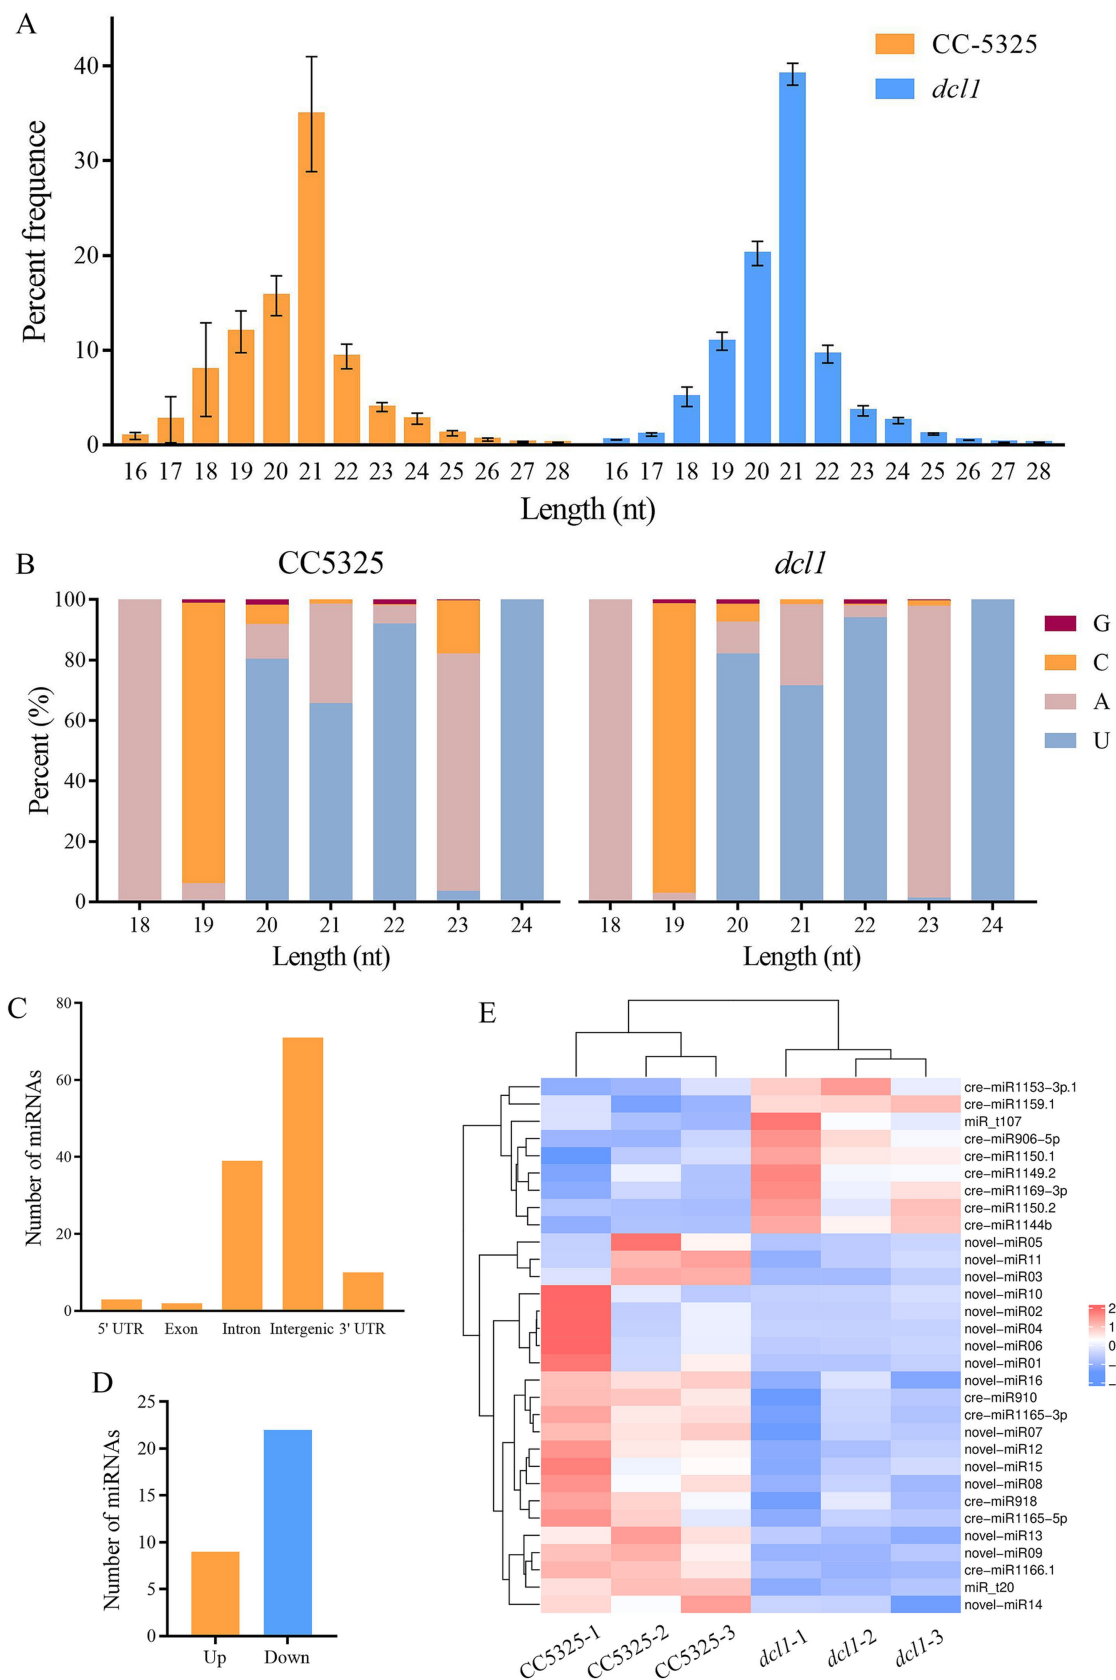 A
CC-5325
dcl1
Percent frequence
40
30
20
10
0
16 17 18 19 20 21 22 23 24 25 26 27 28 16 17 18 19 20 21 22 23 24 25 26 27 28
Length (nt)
B
CC5325
dcl1
Percent (%)
100
80
60
40
20
0
18 19 20 21 22 23 24 18 19 20 21 22 23 24
Length (nt) Length (nt)
G
C
A
U
C
Number of miRNAs
80
60
40
20
0
5' UTR Exon Intron Intergenic 3' UTR
D
Number of miRNAs
25
20
15
10
5
0
Up Down
E
cre-miR1153-3p.1
cre-miR1159.1
miR_t107
cre-miR906-5p
cre-miR1150.1
cre-miR1149.2
cre-miR1169-3p
cre-miR1150.2
cre-miR1144b
novel-miR05
novel-miR11
novel-miR03
novel-miR10
novel-miR02
novel-miR04
novel-miR06
novel-miR01
novel-miR16
cre-miR910
cre-miR1165-3p
novel-miR07
novel-miR12
novel-miR15
novel-miR08
cre-miR918
cre-miR1165-5p
novel-miR13
novel-miR09
cre-miR1166.1
miR_t20
novel-miR14
CC5325-1 CC5325-2 CC5325-3 dcl1-1 dcl1-2 dcl1-3
2
1
0
–
–